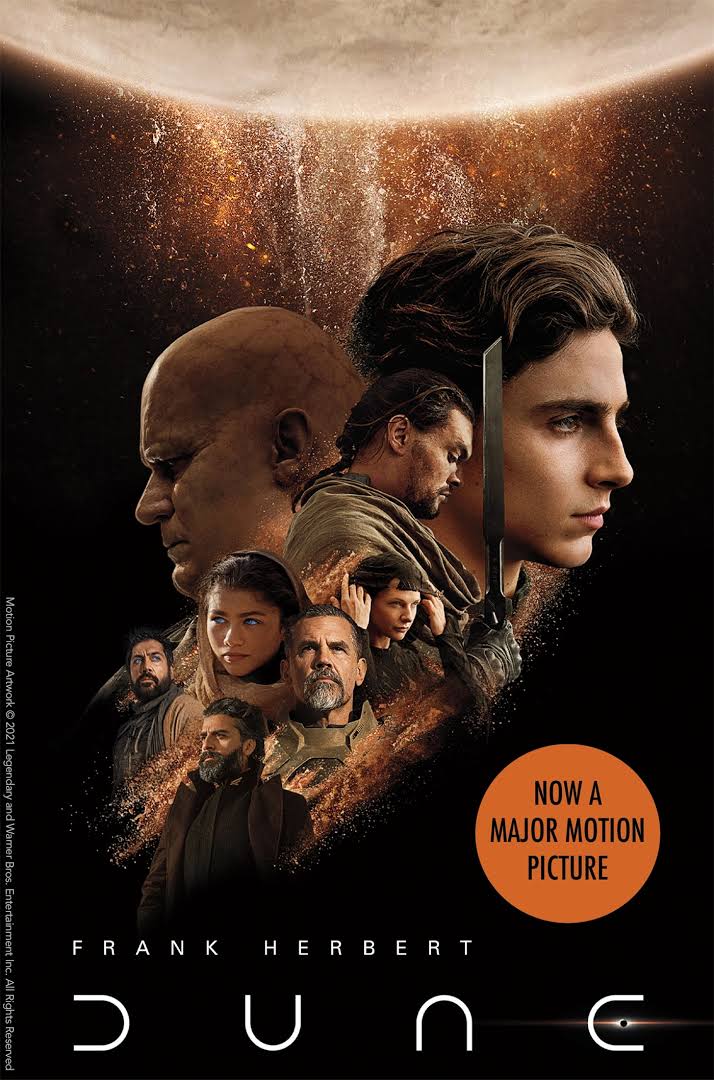 NOW A
MAJOR MOTION
PICTURE
FRANK HERBERT
DUNE
Motion Picture Artwork © 2021 Legendary and Warner Bros. Entertainment Inc. All Rights Reserved